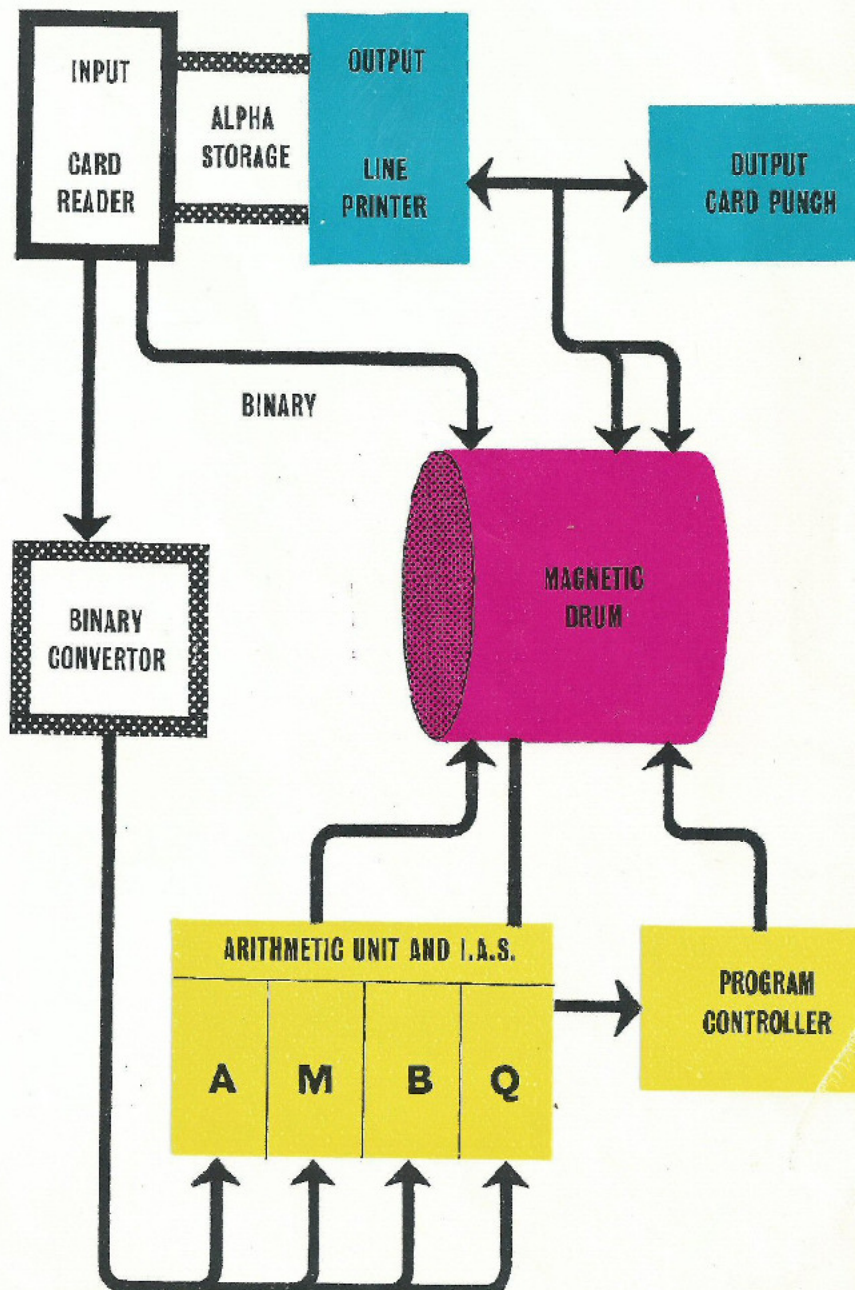 INPUT
CARD
READER
ALPHA
STORAGE
OUTPUT
LINE
PRINTER
OUTPUT
CARD PUNCH
BINARY
MAGNETIC
DRUM
BINARY
CONVERTOR
ARITHMETIC UNIT AND I.A.S.
A M B Q
PROGRAM
CONTROLLER